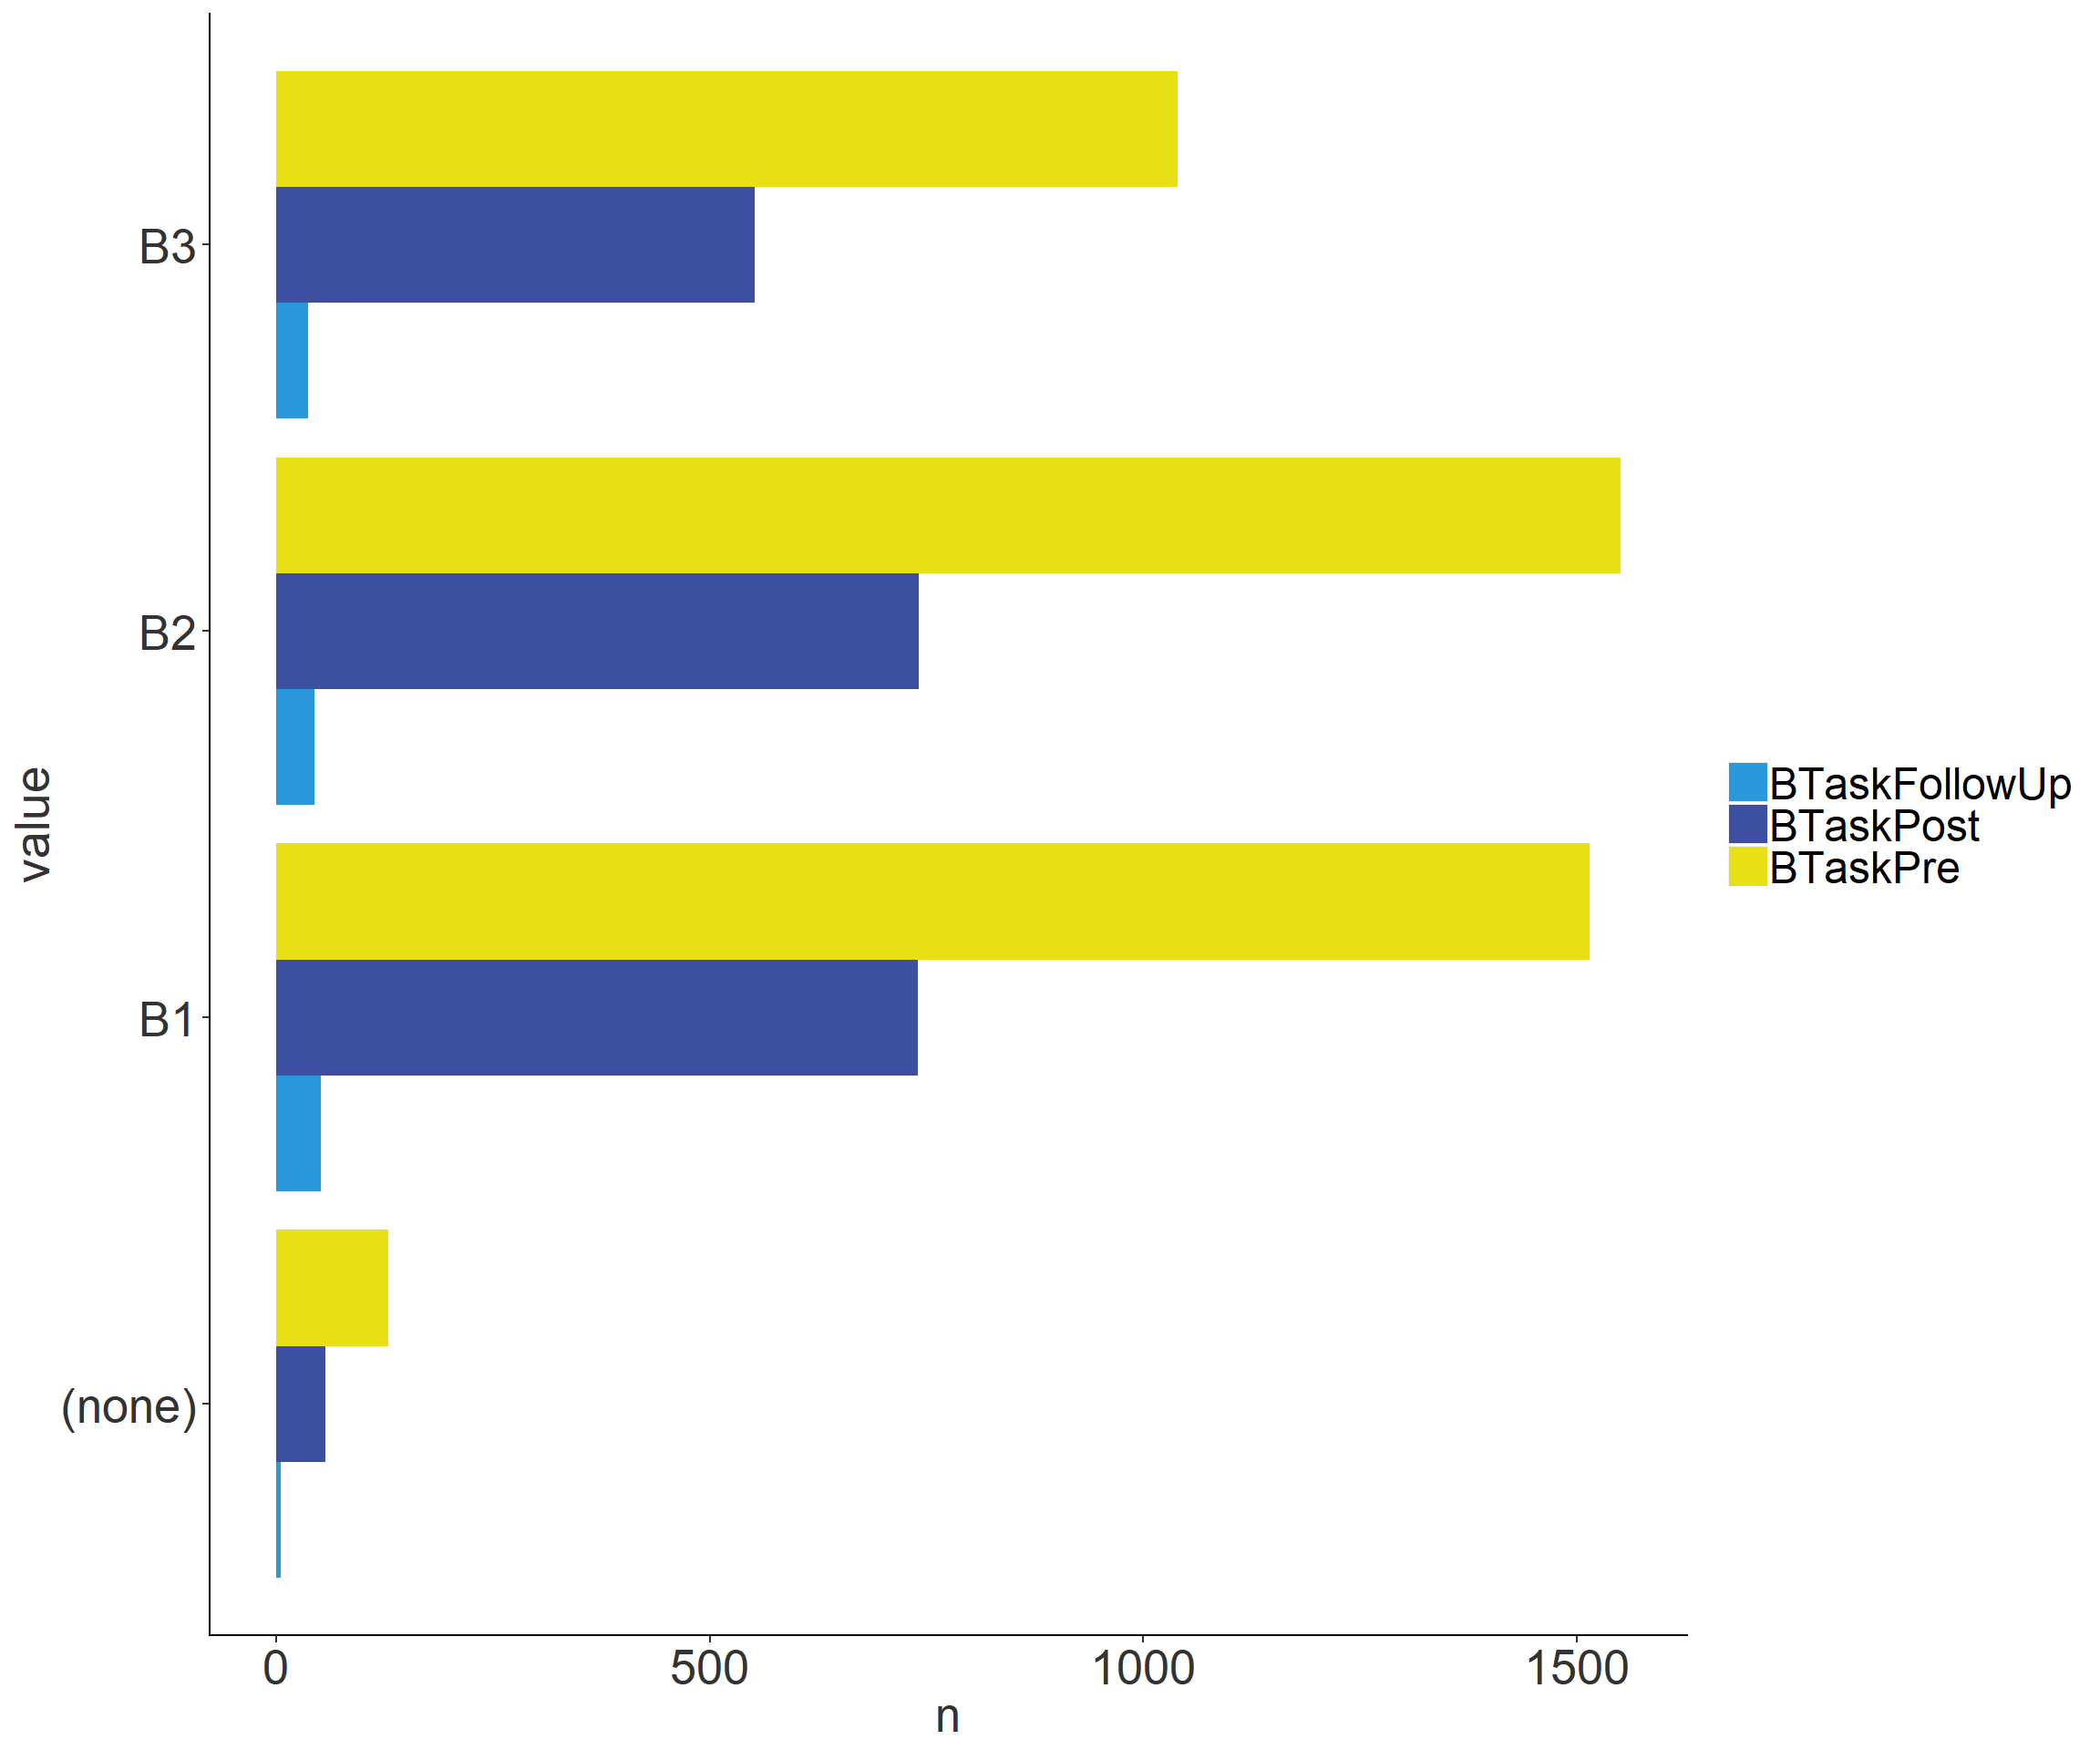 value
B3
B2
B1
(none)
0 500 1000 1500
n
BTaskFollowUp
BTaskPost
BTaskPre